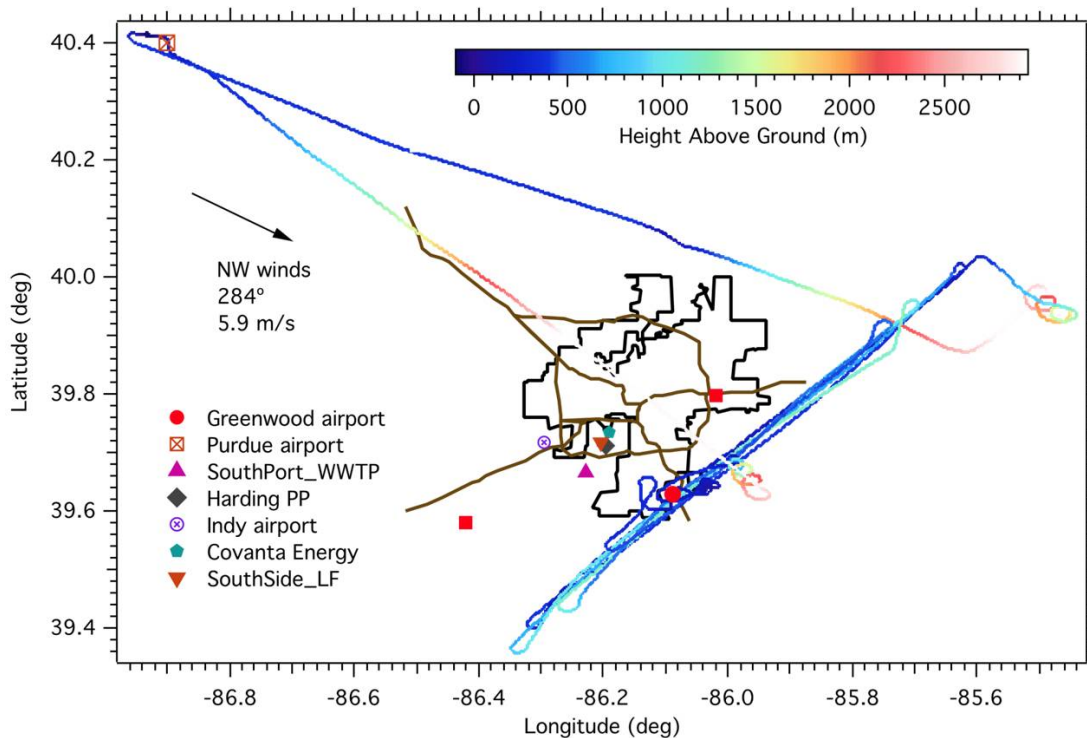 40.4
40.2
40.0
39.8
39.6
39.4
Latitude (deg)
0
500
1000
1500
2000
2500
Height Above Ground (m)
NW winds
284º
5.9 m/s
Greenwood airport
Purdue airport
SouthPort_WWTP
Harding PP
Indy airport
Covanta Energy
SouthSide_LF
-86.8
-86.6
-86.4
-86.2
-86.0
-85.8
-85.6
Longitude (deg)